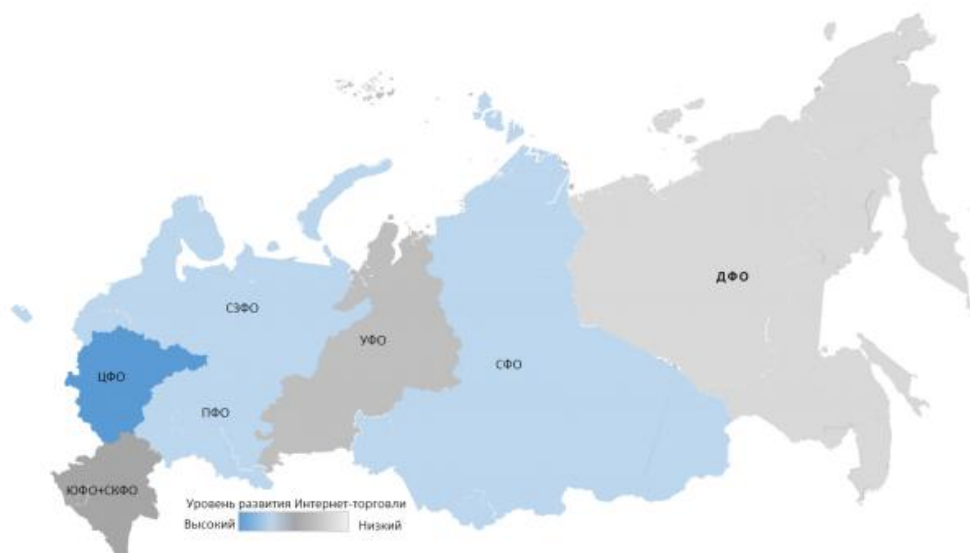 ДФО
СЗФО
УФО
СФО
ЦФО
ПФО
ЮФО+СКФО
Уровень развития Интернет-торговли
Высокий Низкий